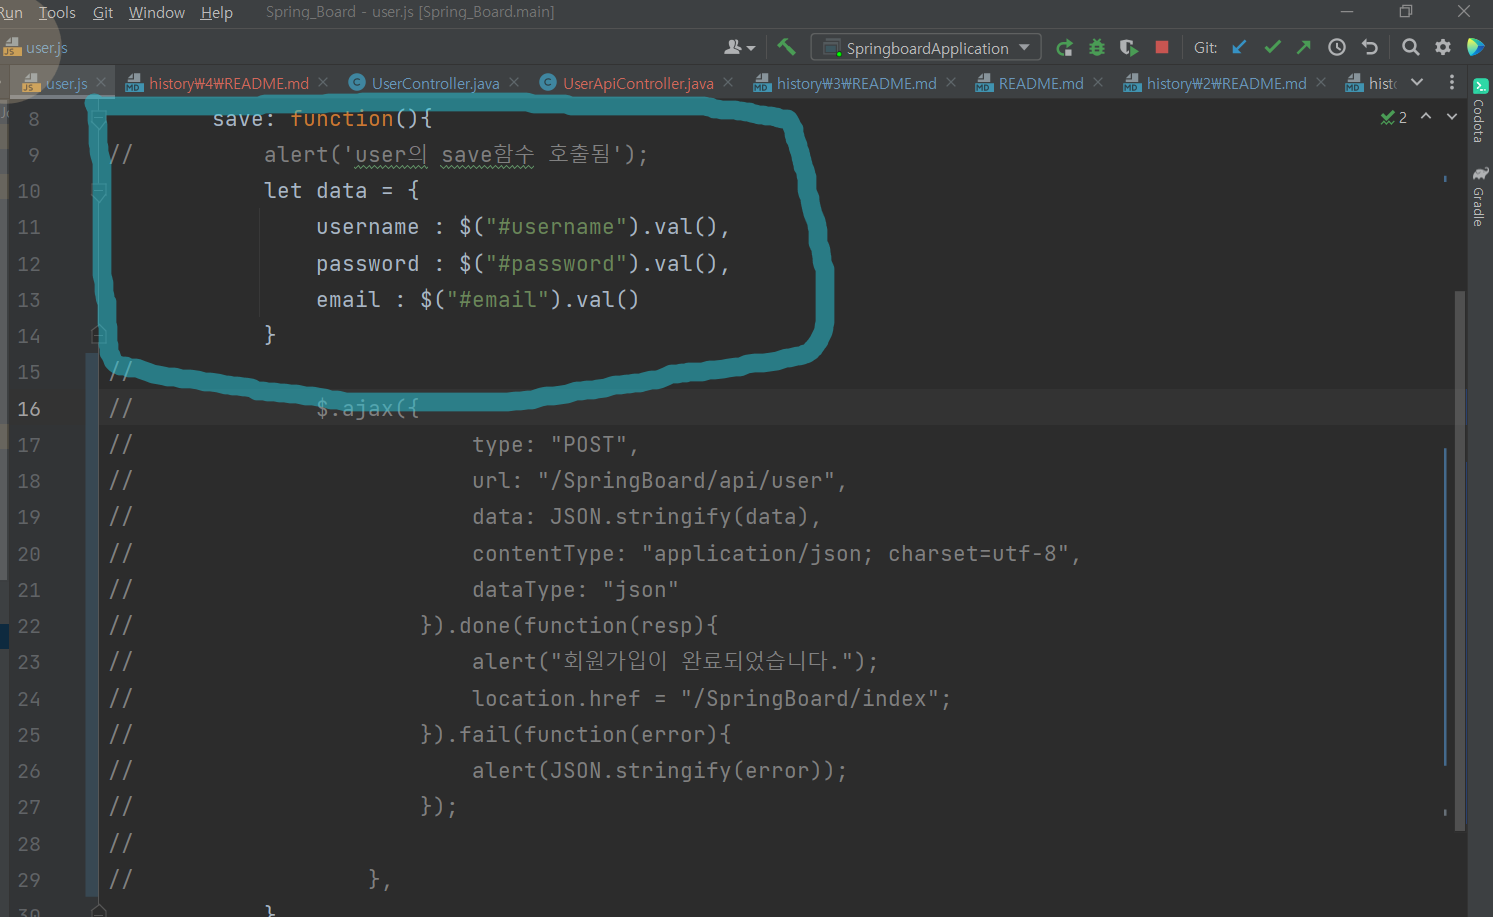 Run Tools Git Window Help Spring_Board - user.js [Spring_Board.main]
user.js SpringboardApplication Git:
user.js history₩4₩README.md UserController.java UserApiController.java history₩3₩README.md README.md history₩2₩README.md
8 save: function(){
9 // alert('user의 save함수 호출됨');
10 let data = {
11 username : $("#username").val(),
12 password : $("#password").val(),
13 email : $("#email").val()
14 }
15 //
16 // $.ajax({
17 // type: "POST",
18 // url: "/SpringBoard/api/user",
19 // data: JSON.stringify(data),
20 // contentType: "application/json; charset=utf-8",
21 // dataType: "json"
22 // }).done(function(resp){
23 // alert("회원가입이 완료되었습니다.");
24 // location.href = "/SpringBoard/index";
25 // }).fail(function(error){
26 // alert(JSON.stringify(error));
27 // });
28 //
29 // },
30 }
2
Codota
Gradle